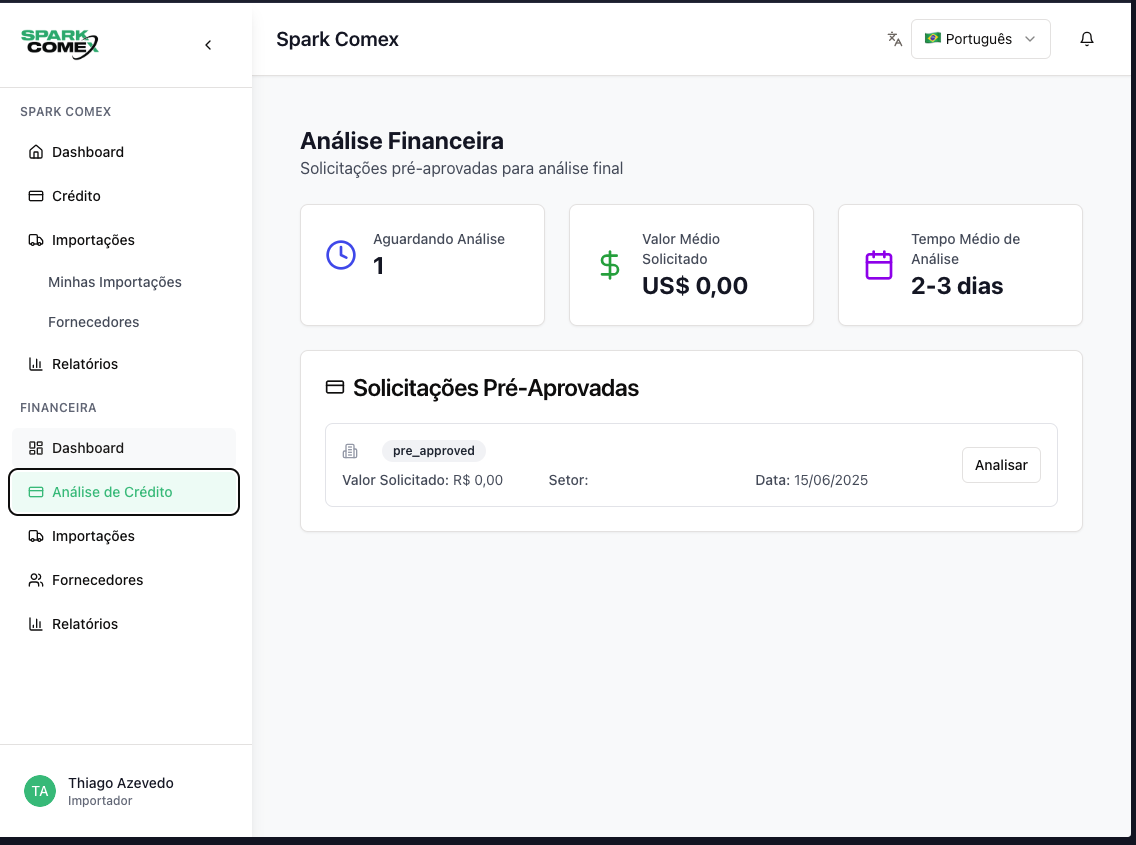 SPARK
COMEX
Spark Comex
Português
SPARK COMEX
Dashboard
Crédito
Importações
Minhas Importações
Fornecedores
Relatórios
FINANCEIRA
Dashboard
Análise de Crédito
Importações
Fornecedores
Relatórios
TA
Thiago Azevedo
Importador
Análise Financeira
Solicitações pré-aprovadas para análise final
Aguardando Análise
1
Valor Médio
Solicitado
US$ 0,00
Tempo Médio de
Análise
2-3 dias
Solicitações Pré-Aprovadas
pre_approved
Valor Solicitado: R$ 0,00 Setor: Data: 15/06/2025
Analisar